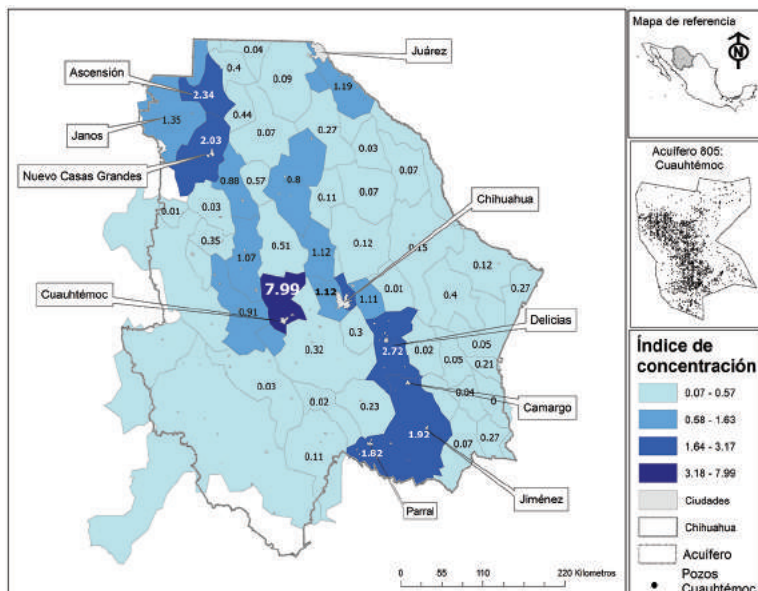 0.04
Juárez
0.4
Ascensión
0.09
2.34
1.19
Janos
1.35
0.44
0.07
0.27
2.03
0.03
Nuevo Casas Grandes
0.88
0.57
0.8
0.07
0.07
0.11
Chihuahua
0.01
0.03
0.35
0.51
0.12
0.15
1.07
1.12
0.12
7.99
1.12
1.11
0.01
0.4
0.27
Cuauhtémoc
0.91
0.3
Delicias
0.32
2.72
0.02
0.05
0.05
0.21
0.03
0.04
0
Camargo
0.02
0.23
1.92
0.07
0.27
0.11
1.82
Jiménez
Parral
0 55 110 220 Kilometros
Mapa de referencia
N
Acuífero 805:
Cuauhtémoc
Índice de
concentración
0.07 - 0.57
0.58 - 1.63
1.64 - 3.17
3.18 - 7.99
Ciudades
Chihuahua
Acuífero
Pozos
Cuauhtémoc